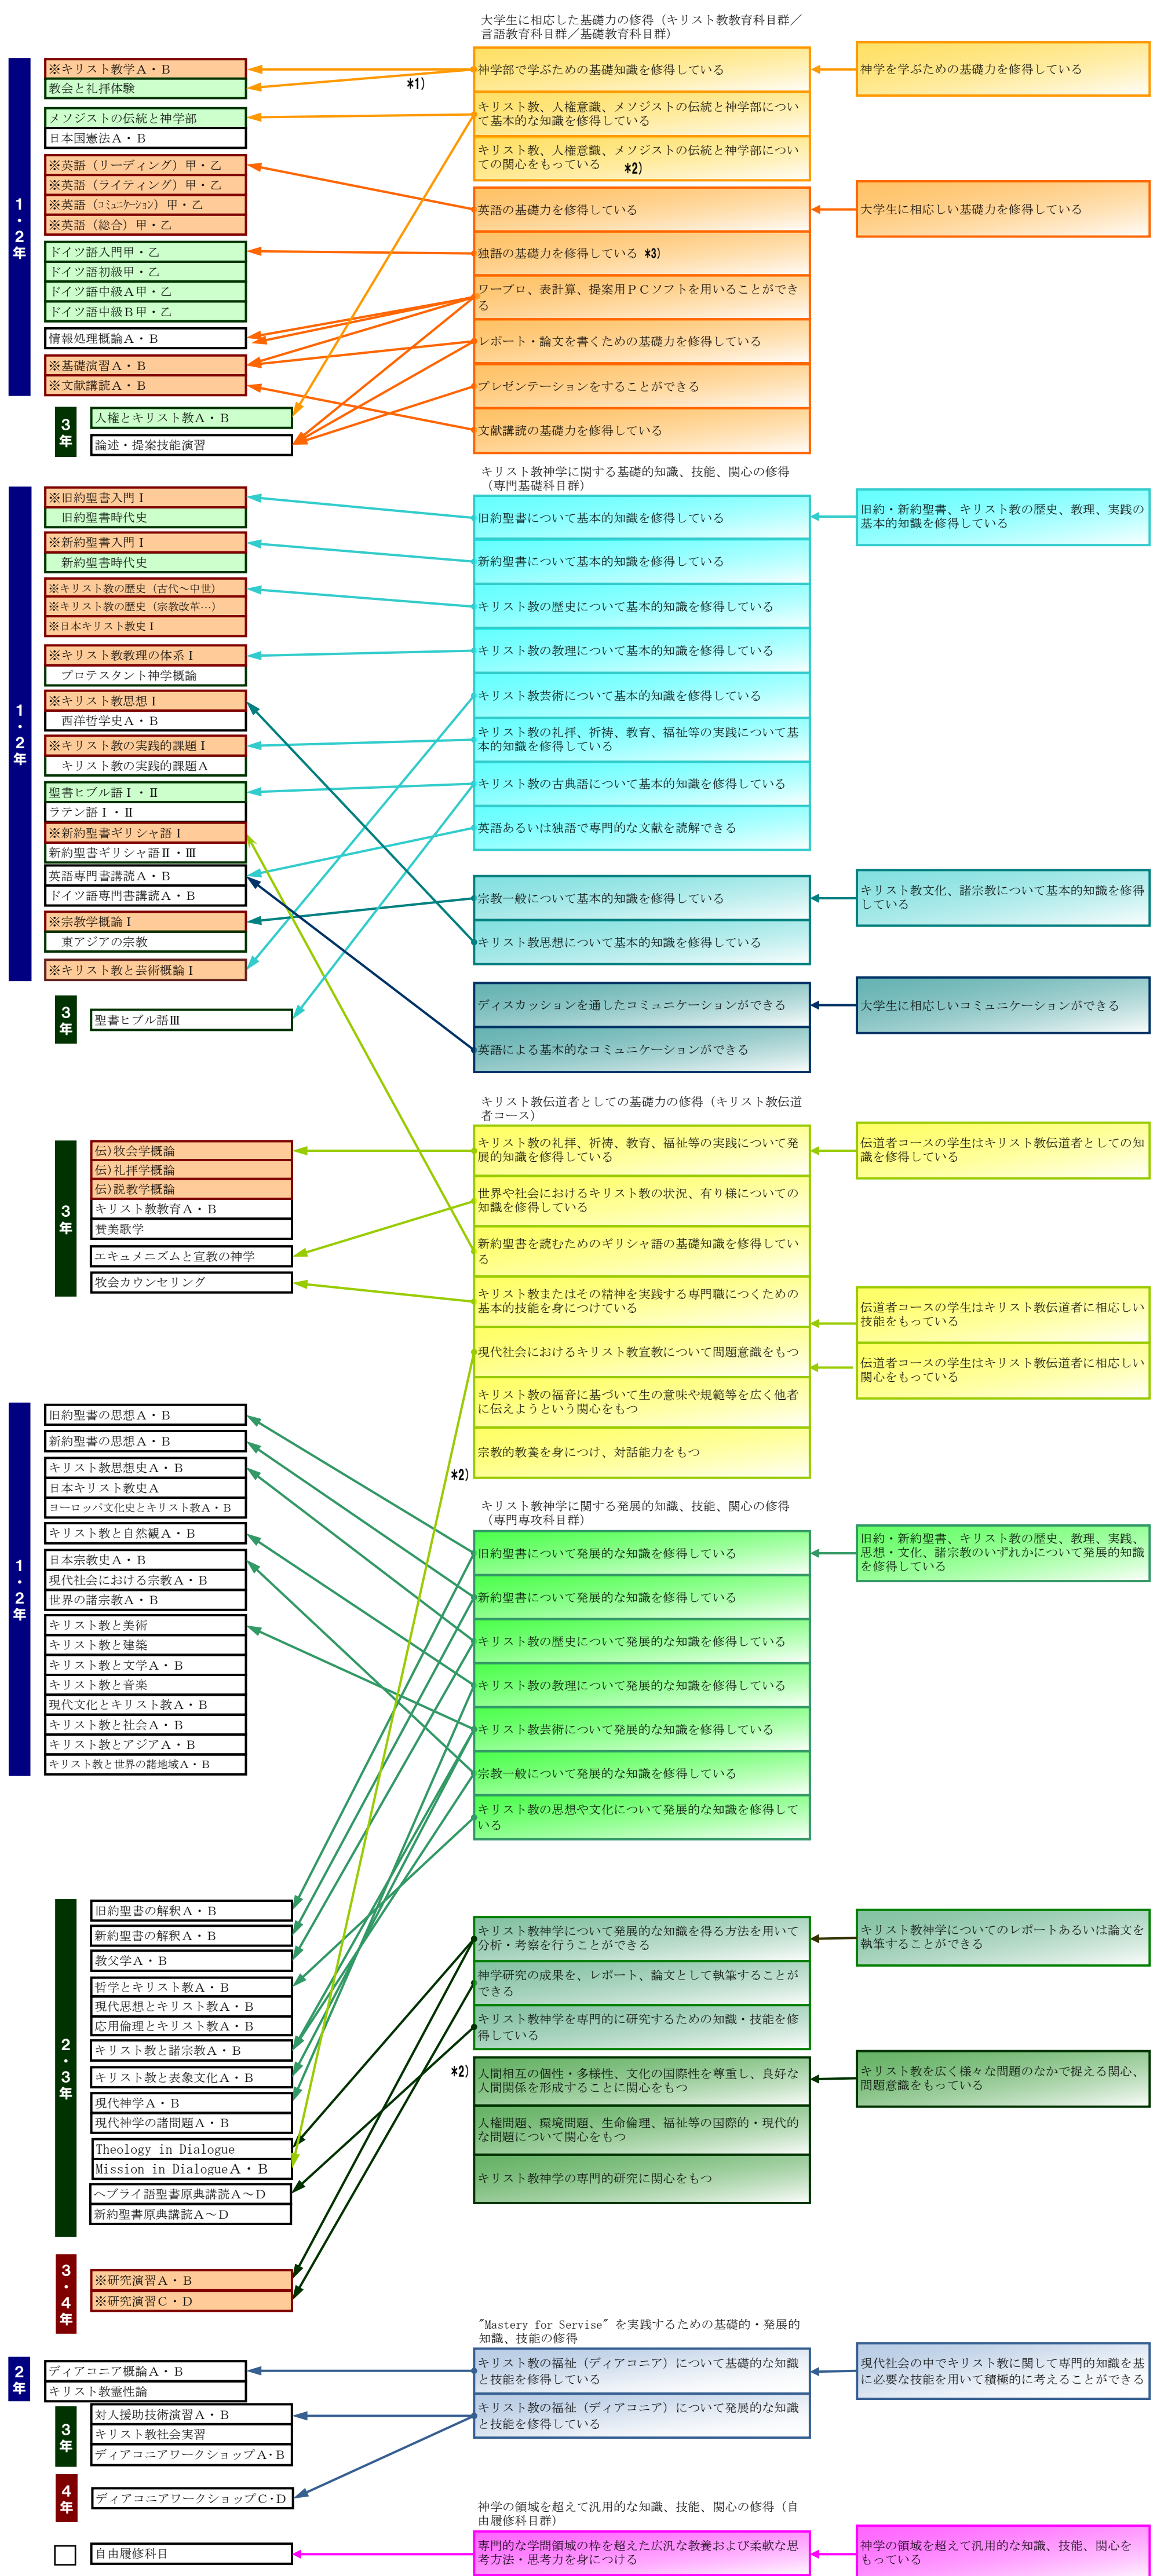 大学生に相応した基礎力の修得（キリスト教教育科目群／
言語教育科目群／基礎教育科目群）
1・2年
※キリスト教学Ａ・Ｂ
教会と礼拝体験
メソジストの伝統と神学部
日本国憲法Ａ・Ｂ
※英語（リーディング）甲・乙
※英語（ライティング）甲・乙
※英語（ｺﾐｭﾆｹｰｼｮﾝ）甲・乙
※英語（総合）甲・乙
ドイツ語入門甲・乙
ドイツ語初級甲・乙
ドイツ語中級Ａ甲・乙
ドイツ語中級Ｂ甲・乙
情報処理概論Ａ・Ｂ
※基礎演習Ａ・Ｂ
※文献講読Ａ・Ｂ
3年
人権とキリスト教Ａ・Ｂ
論述・提案技能演習
*1)
神学部で学ぶための基礎知識を修得している
キリスト教、人権意識、メソジストの伝統と神学部につい
て基本的な知識を修得している
キリスト教、人権意識、メソジストの伝統と神学部につい
ての関心をもっている *2)
英語の基礎力を修得している
独語の基礎力を修得している *3)
ワープロ、表計算、提案用ＰＣソフトを用いることができ
る
レポート・論文を書くための基礎力を修得している
プレゼンテーションをすることができる
文献講読の基礎力を修得している
神学を学ぶための基礎力を修得している
大学生に相応しい基礎力を修得している
キリスト教神学に関する基礎的知識、技能、関心の修得
（専門基礎科目群）
1・2年
※旧約聖書入門Ⅰ
旧約聖書時代史
※新約聖書入門Ⅰ
新約聖書時代史
※キリスト教の歴史（古代～中世）
※キリスト教の歴史（宗教改革…）
※日本キリスト教史Ⅰ
※キリスト教教理の体系Ⅰ
プロテスタント神学概論
※キリスト教思想Ⅰ
西洋哲学史Ａ・Ｂ
※キリスト教の実践的課題Ⅰ
キリスト教の実践的課題Ａ
聖書ヒブル語Ⅰ・Ⅱ
ラテン語Ⅰ・Ⅱ
※新約聖書ギリシャ語Ⅰ
新約聖書ギリシャ語Ⅱ・Ⅲ
英語専門書講読Ａ・Ｂ
ドイツ語専門書講読Ａ・Ｂ
※宗教学概論Ⅰ
東アジアの宗教
※キリスト教と芸術概論Ⅰ
3年
聖書ヒブル語Ⅲ
旧約聖書について基本的知識を修得している
新約聖書について基本的知識を修得している
キリスト教の歴史について基本的知識を修得している
キリスト教の教理について基本的知識を修得している
キリスト教芸術について基本的知識を修得している
キリスト教の礼拝、祈祷、教育、福祉等の実践について基
本的知識を修得している
キリスト教の古典語について基本的知識を修得している
英語あるいは独語で専門的な文献を読解できる
宗教一般について基本的知識を修得している
キリスト教思想について基本的知識を修得している
ディスカッションを通したコミュニケーションができる
英語による基本的なコミュニケーションができる
旧約・新約聖書、キリスト教の歴史、教理、実践の
基本的知識を修得している
キリスト教文化、諸宗教について基本的知識を修得
している
大学生に相応しいコミュニケーションができる
キリスト教伝道者としての基礎力の修得（キリスト教伝道
者コース）
3年
伝)牧会学概論
伝)礼拝学概論
伝)説教学概論
キリスト教教育Ａ・Ｂ
賛美歌学
エキュメニズムと宣教の神学
牧会カウンセリング
キリスト教の礼拝、祈祷、教育、福祉等の実践について発
展的知識を修得している
世界や社会におけるキリスト教の状況、有り様についての
知識を修得している
新約聖書を読むためのギリシャ語の基礎知識を修得してい
る
キリスト教またはその精神を実践する専門職につくための
基本的技能を身につけている
現代社会におけるキリスト教宣教について問題意識をもつ
キリスト教の福音に基づいて生の意味や規範等を広く他者
に伝えようという関心をもつ
宗教的教養を身につけ、対話能力をもつ
*2)
伝道者コースの学生はキリスト教伝道者としての知
識を修得している
伝道者コースの学生はキリスト教伝道者に相応しい
技能をもっている
伝道者コースの学生はキリスト教伝道者に相応しい
関心をもっている
キリスト教神学に関する発展的知識、技能、関心の修得
（専門専攻科目群）
1・2年
旧約聖書の思想Ａ・Ｂ
新約聖書の思想Ａ・Ｂ
キリスト教思想史Ａ・Ｂ
日本キリスト教史Ａ
ヨーロッパ文化史とキリスト教Ａ・Ｂ
キリスト教と自然観Ａ・Ｂ
日本宗教史Ａ・Ｂ
現代社会における宗教Ａ・Ｂ
世界の諸宗教Ａ・Ｂ
キリスト教と美術
キリスト教と建築
キリスト教と文学Ａ・Ｂ
キリスト教と音楽
現代文化とキリスト教Ａ・Ｂ
キリスト教と社会Ａ・Ｂ
キリスト教とアジアＡ・Ｂ
キリスト教と世界の諸地域Ａ・Ｂ
旧約聖書について発展的な知識を修得している
新約聖書について発展的な知識を修得している
キリスト教の歴史について発展的な知識を修得している
キリスト教の教理について発展的な知識を修得している
キリスト教芸術について発展的な知識を修得している
宗教一般について発展的な知識を修得している
キリスト教の思想や文化について発展的な知識を修得して
いる
旧約・新約聖書、キリスト教の歴史、教理、実践、
思想・文化、諸宗教のいずれかについて発展的知識
を修得している
2・3年
旧約聖書の解釈Ａ・Ｂ
新約聖書の解釈Ａ・Ｂ
教父学Ａ・Ｂ
哲学とキリスト教Ａ・Ｂ
現代思想とキリスト教Ａ・Ｂ
応用倫理とキリスト教Ａ・Ｂ
キリスト教と諸宗教Ａ・Ｂ
キリスト教と表象文化Ａ・Ｂ
現代神学Ａ・Ｂ
現代神学の諸問題Ａ・Ｂ
Theology in Dialogue
Mission in DialogueＡ・Ｂ
ヘブライ語聖書原典講読Ａ～Ｄ
新約聖書原典講読Ａ～Ｄ
3・4年
※研究演習Ａ・Ｂ
※研究演習Ｃ・Ｄ
キリスト教神学について発展的な知識を得る方法を用いて
分析・考察を行うことができる
神学研究の成果を、レポート、論文として執筆することが
できる
キリスト教神学を専門的に研究するための知識・技能を修
得している
*2)
人間相互の個性・多様性、文化の国際性を尊重し、良好な
人間関係を形成することに関心をもつ
人権問題、環境問題、生命倫理、福祉等の国際的・現代的
な問題について関心をもつ
キリスト教神学の専門的研究に関心をもつ
キリスト教神学についてのレポートあるいは論文を
執筆することができる
キリスト教を広く様々な問題のなかで捉える関心、
問題意識をもっている
"Mastery for Servise" を実践するための基礎的・発展的
知識、技能の修得
2年
ディアコニア概論Ａ・Ｂ
キリスト教霊性論
3年
対人援助技術演習Ａ・Ｂ
キリスト教社会実習
ディアコニアワークショップＡ・Ｂ
4年
ディアコニアワークショップＣ・Ｄ
キリスト教の福祉（ディアコニア）について基礎的な知識
と技能を修得している
キリスト教の福祉（ディアコニア）について発展的な知識
と技能を修得している
現代社会の中でキリスト教に関して専門的知識を基
に必要な技能を用いて積極的に考えることができる
神学の領域を超えて汎用的な知識、技能、関心の修得（自
由履修科目群）
自由履修科目
専門的な学問領域の枠を超えた広汎な教養および柔軟な思
考方法・思考力を身につける
神学の領域を超えて汎用的な知識、技能、関心を
もっている